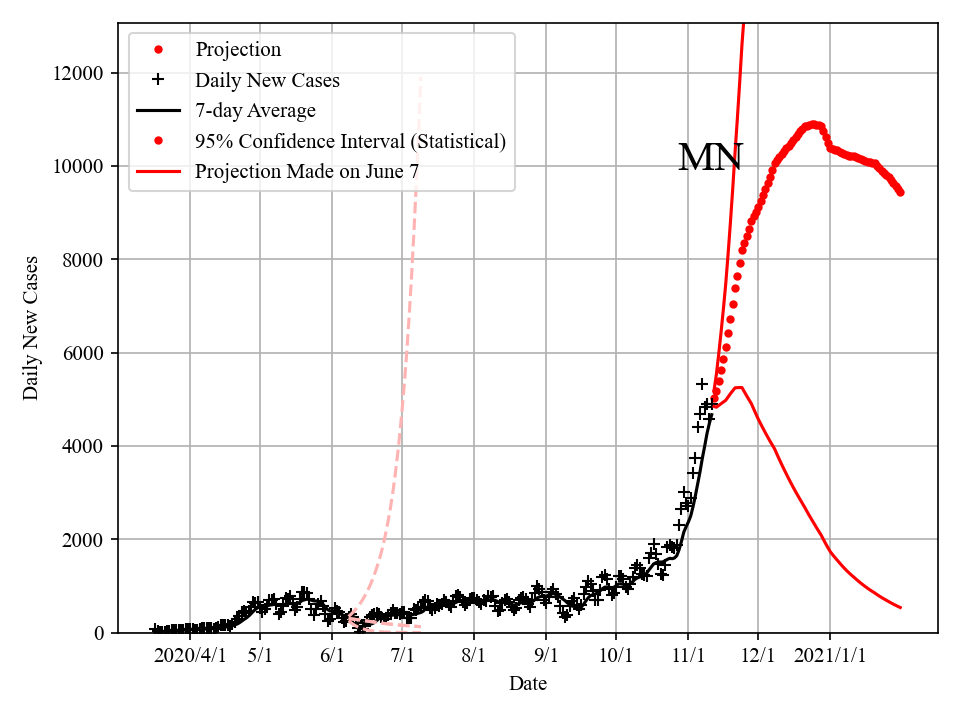 Projection
Daily New Cases
7-day Average
95% Confidence Interval (Statistical)
Projection Made on June 7
MN
Daily New Cases
12000
10000
8000
6000
4000
2000
0
2020/4/1 5/1 6/1 7/1 8/1 9/1 10/1 11/1 12/1 2021/1/1
Date